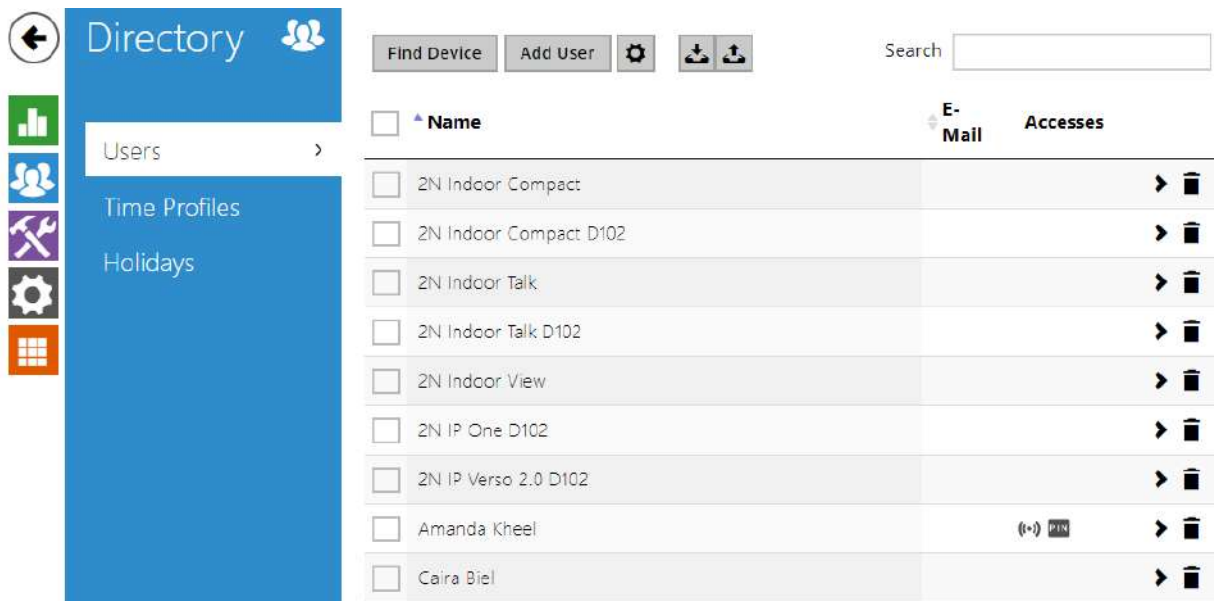 Directory
Users
Time Profiles
Holidays
Find Device Add User
Search
Name E-Mail Accesses
2N Indoor Compact
2N Indoor Compact D102
2N Indoor Talk
2N Indoor Talk D102
2N Indoor View
2N IP One D102
2N IP Verso 2.0 D102
Amanda Kheel PIN
Caira Biel